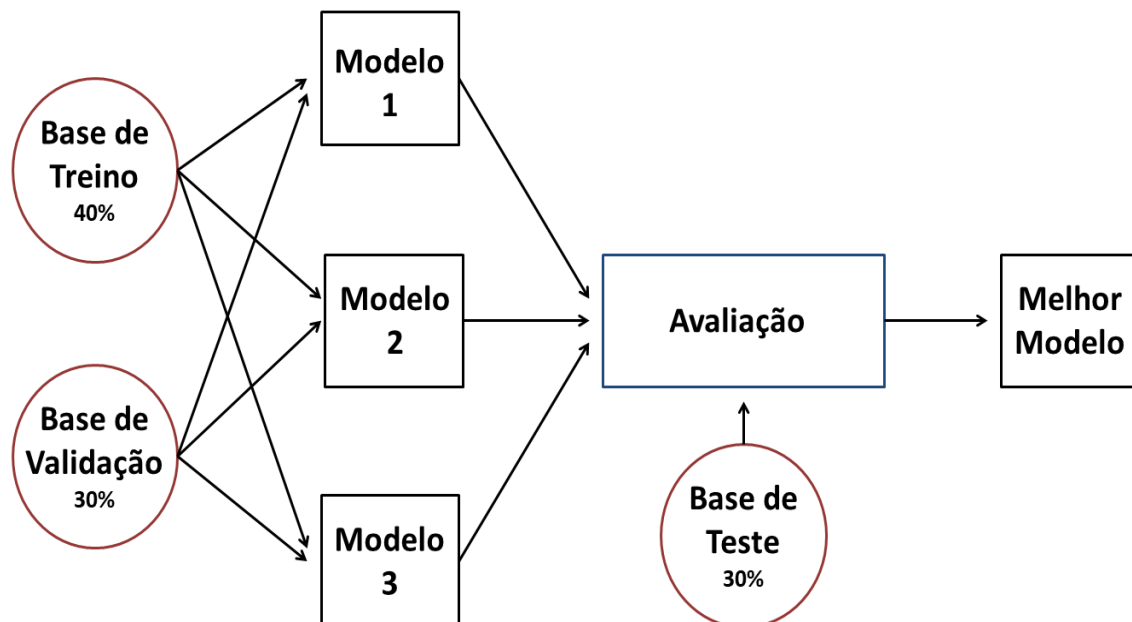 Base de
Treino
40%
Base de
Validação
30%
Modelo
1
Modelo
2
Modelo
3
Avaliação
Base de
Teste
30%
Melhor
Modelo